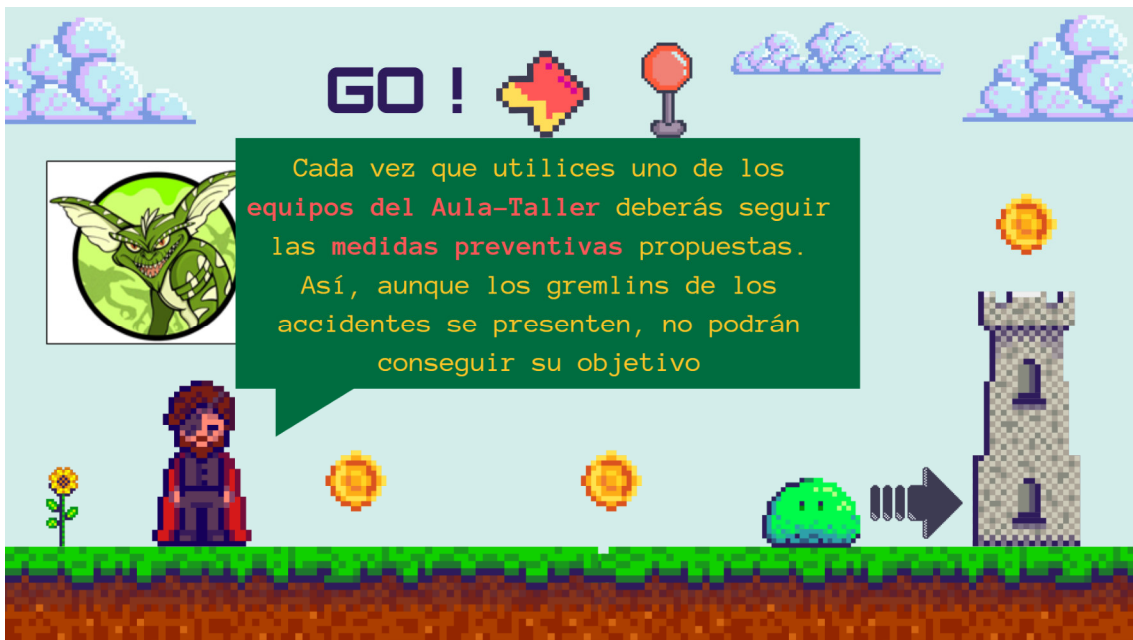 GO !
Cada vez que utilices uno de los
equipos del Aula-Taller deberás seguir
las medidas preventivas propuestas.
Así, aunque los gremlins de los
accidentes se presenten, no podrán
conseguir su objetivo